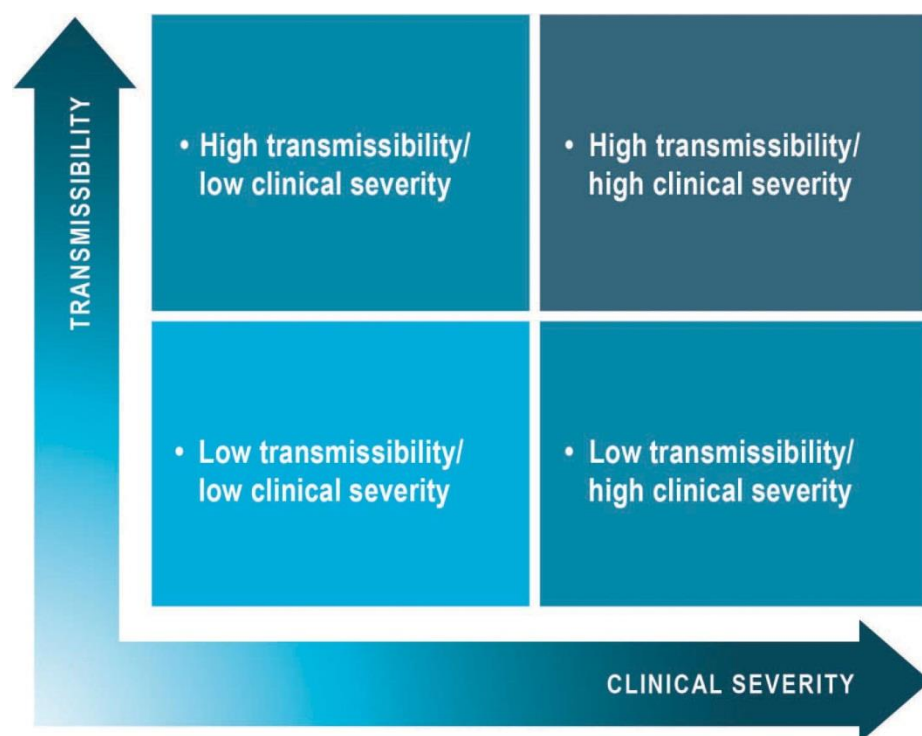 TRANSMISSIBILITY
• High transmissibility/
low clinical severity
• High transmissibility/
high clinical severity
• Low transmissibility/
low clinical severity
• Low transmissibility/
high clinical severity
CLINICAL SEVERITY